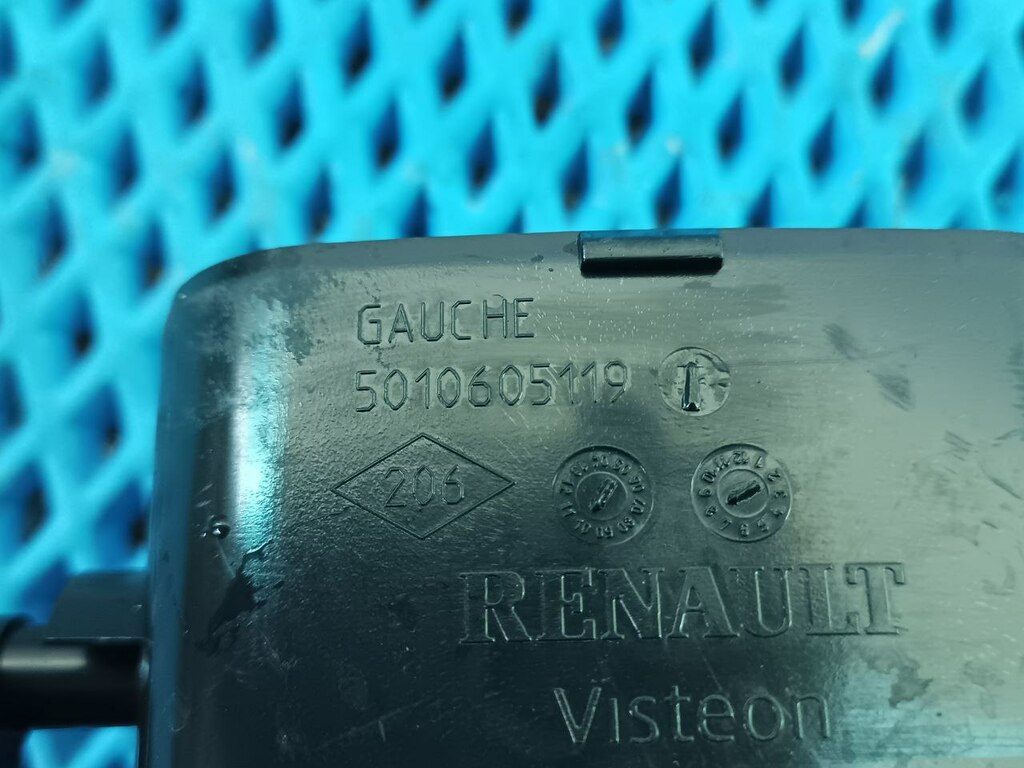 GAUCHE
5010605119
206
RENAULT
Visteon